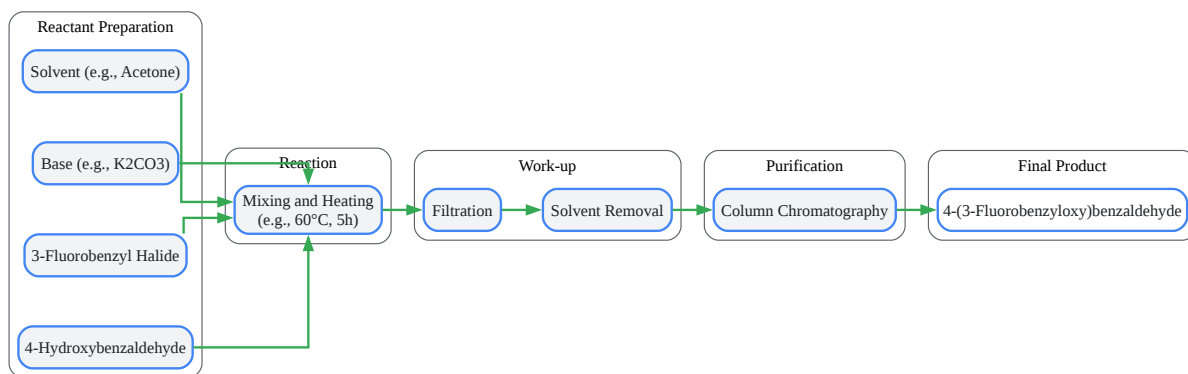 Reactant Preparation
Solvent (e.g., Acetone)
Base (e.g., K2CO3)
3-Fluorobenzyl Halide
4-Hydroxybenzaldehyde
Reaction
Mixing and Heating
(e.g., 60°C, 5h)
Work-up
Filtration
Solvent Removal
Purification
Column Chromatography
Final Product
4-(3-Fluorobenzyloxy)benzaldehyde